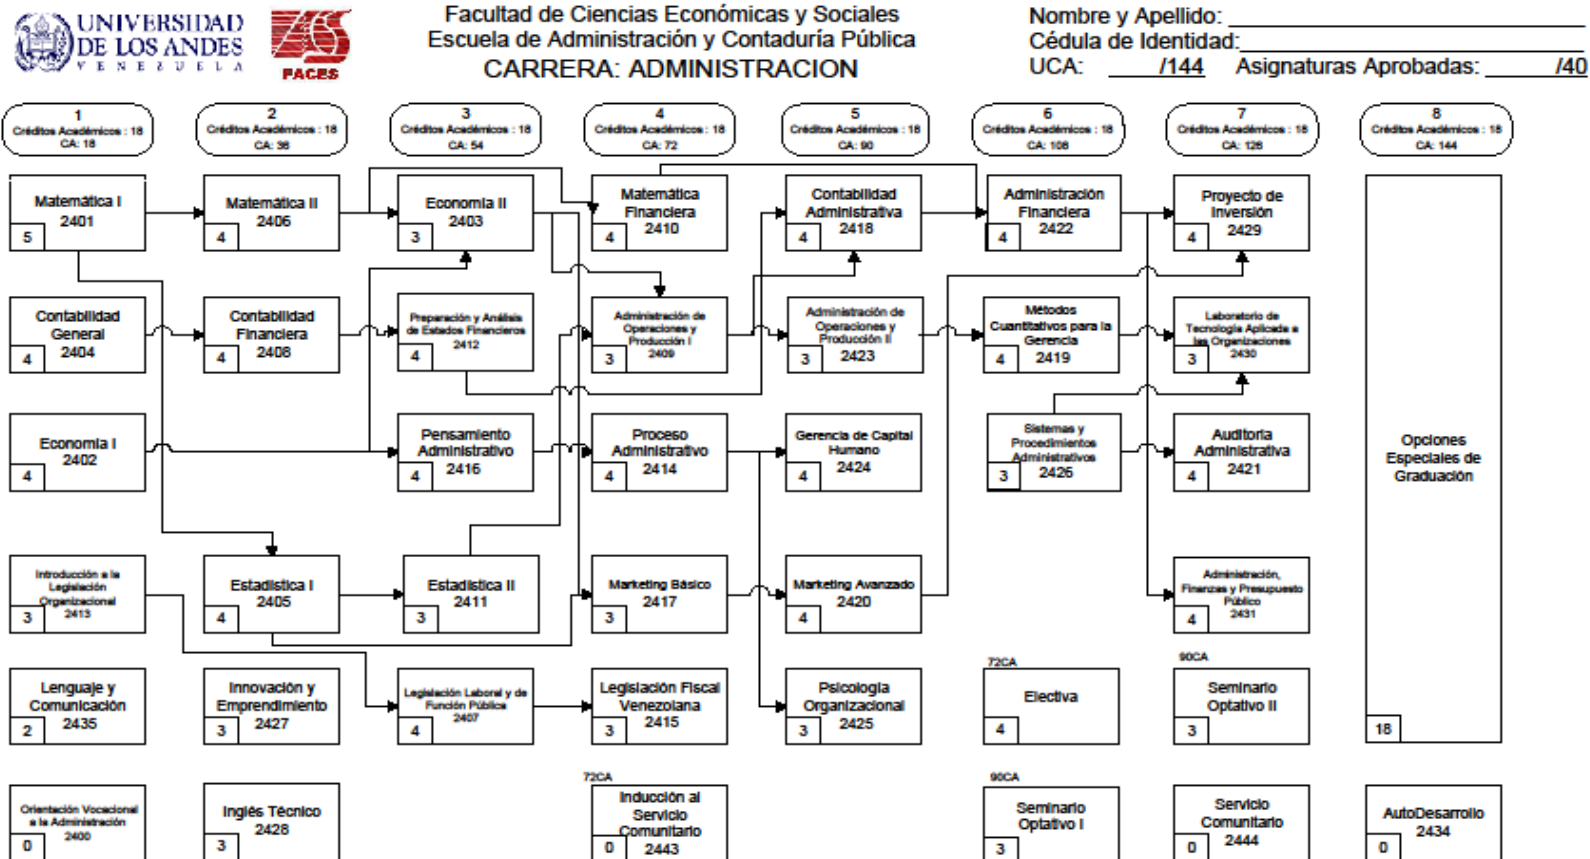 UNIVERSIDAD
DE LOS ANDES
VENEZUELA
FACES
Facultad de Ciencias Económicas y Sociales
Escuela de Administración y Contaduría Pública
CARRERA: ADMINISTRACION
Nombre y Apellido:
Cédula de Identidad:
UCA: /144 Asignaturas Aprobadas: /40
1
Créditos Académicos : 18
CA: 18
2
Créditos Académicos : 18
CA: 36
3
Créditos Académicos : 18
CA: 54
4
Créditos Académicos : 18
CA: 72
5
Créditos Académicos : 18
CA: 90
6
Créditos Académicos : 18
CA: 108
7
Créditos Académicos : 18
CA: 126
8
Créditos Académicos : 18
CA: 144
Matemática I
2401
5
Matemática II
2406
4
Economía II
2403
3
Matemática
Financiera
2410
4
Contabilidad
Administrativa
2418
4
Administración
Financiera
2422
4
Proyecto de
Inversión
2429
4
Contabilidad
General
2404
4
Contabilidad
Financiera
2408
4
Preparación y Análisis
de Estados Financieros
2412
4
Administración de
Operaciones y
Producción I
2409
3
Administración de
Operaciones y
Producción II
2423
3
Métodos
Cuantitativos para la
Gerencia
2419
4
Laboratorio de
Tecnología Aplicada a
las Organizaciones
2430
3
Economía I
2402
4
Pensamiento
Administrativo
2416
4
Proceso
Administrativo
2414
4
Gerencia de Capital
Humano
2424
4
Sistemas y
Procedimientos
Administrativos
2426
3
Auditoria
Administrativa
2421
4
Opciones
Especiales de
Graduación
18
Introducción a la
Legislación
Organizacional
2413
3
Estadística I
2405
4
Estadística II
2411
3
Marketing Básico
2417
3
Marketing Avanzado
2420
4
Administración,
Finanzas y Presupuesto
Público
2431
4
Lenguaje y
Comunicación
2435
2
Innovación y
Emprendimiento
2427
3
Legislación Laboral y de
Función Pública
2407
4
Legislación Fiscal
Venezolana
2415
3
Psicología
Organizacional
2425
3
72CA
Electiva
4
90CA
Seminario
Optativo II
3
Orientación Vocacional
a la Administración
2400
0
Inglés Técnico
2428
3
72CA
Inducción al
Servicio
Comunitario
2443
0
90CA
Seminario
Optativo I
3
Servicio
Comunitario
2444
0
AutoDesarrollo
2434
0